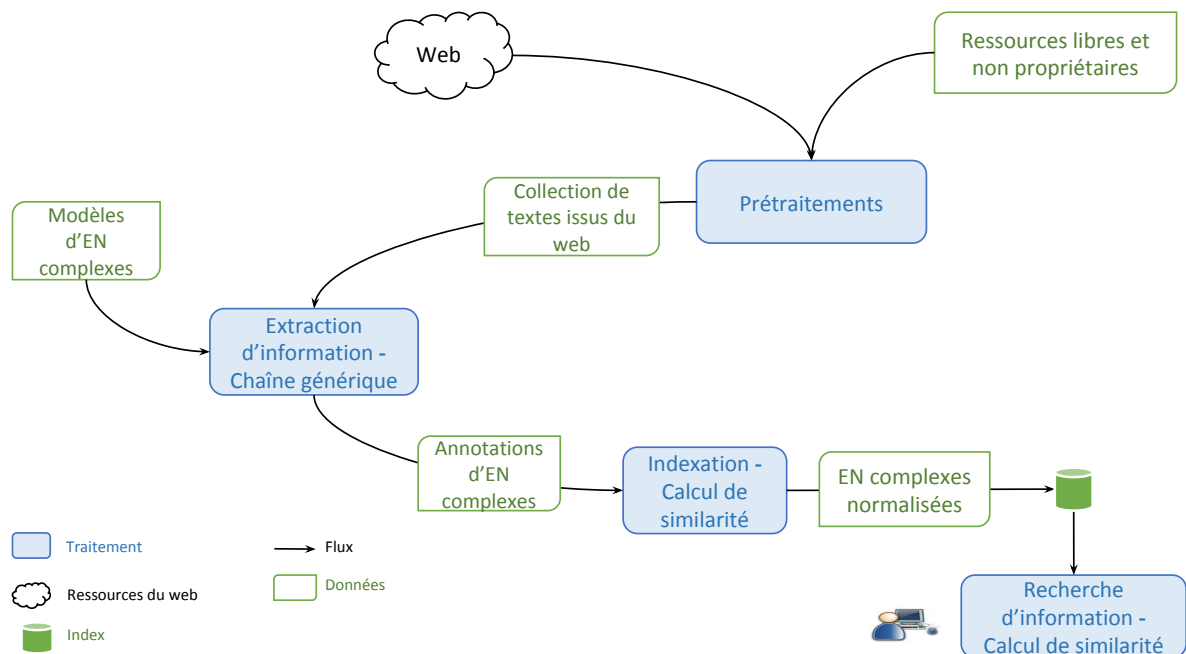 Web
Ressources libres et
non propriétaires
Prétraitements
Collection de
textes issus du
web
Modèles
d’EN
complexes
Extraction
d’information -
Chaîne générique
Annotations
d’EN
complexes
Indexation -
Calcul de
similarité
EN complexes
normalisées
Recherche
d’information -
Calcul de similarité
Traitement
Flux
Ressources du web
Données
Index